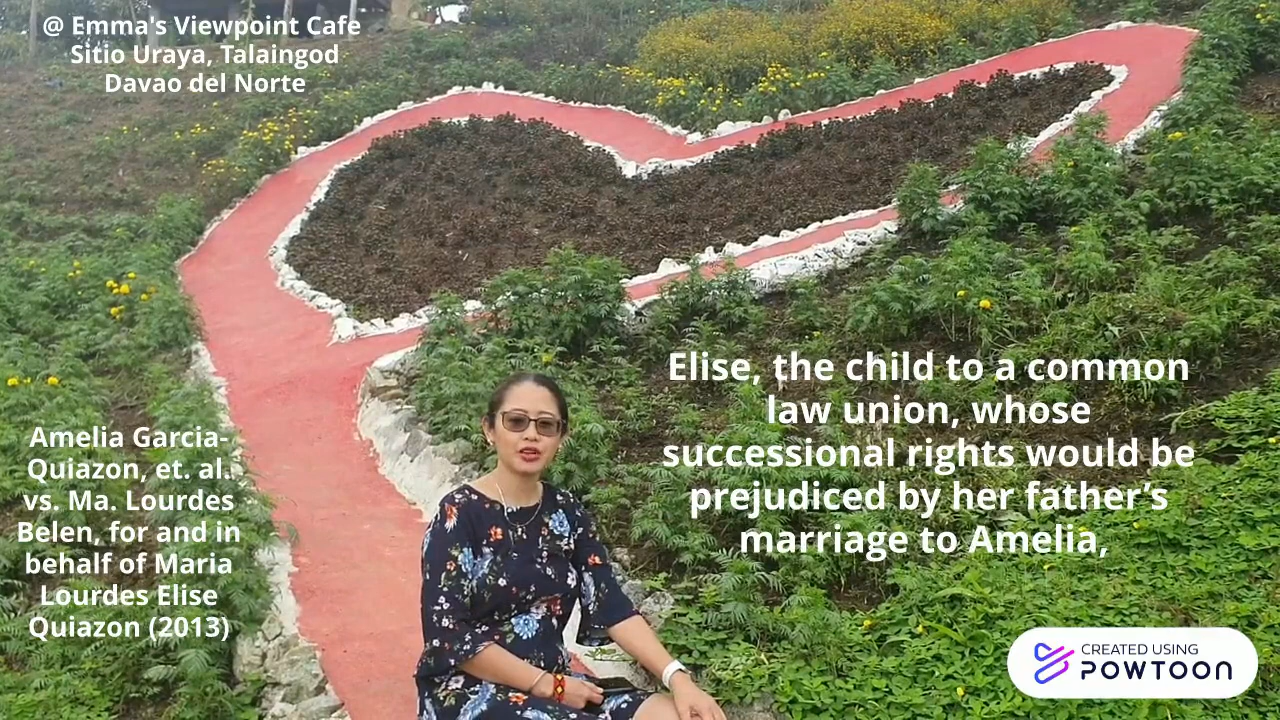 @ Emma's Viewpoint Cafe
Sitio Uraya, Talaingod
Davao del Norte
Elise, the child to a common
law union, whose
successional rights would be
prejudiced by her father’s
marriage to Amelia,
Amelia Garcia-
Quiazon, et. al..
vs. Ma. Lourdes
Belen, for and in
behalf of Maria
Lourdes Elise
Quiazon (2013)
CREATED USING
POWTOON